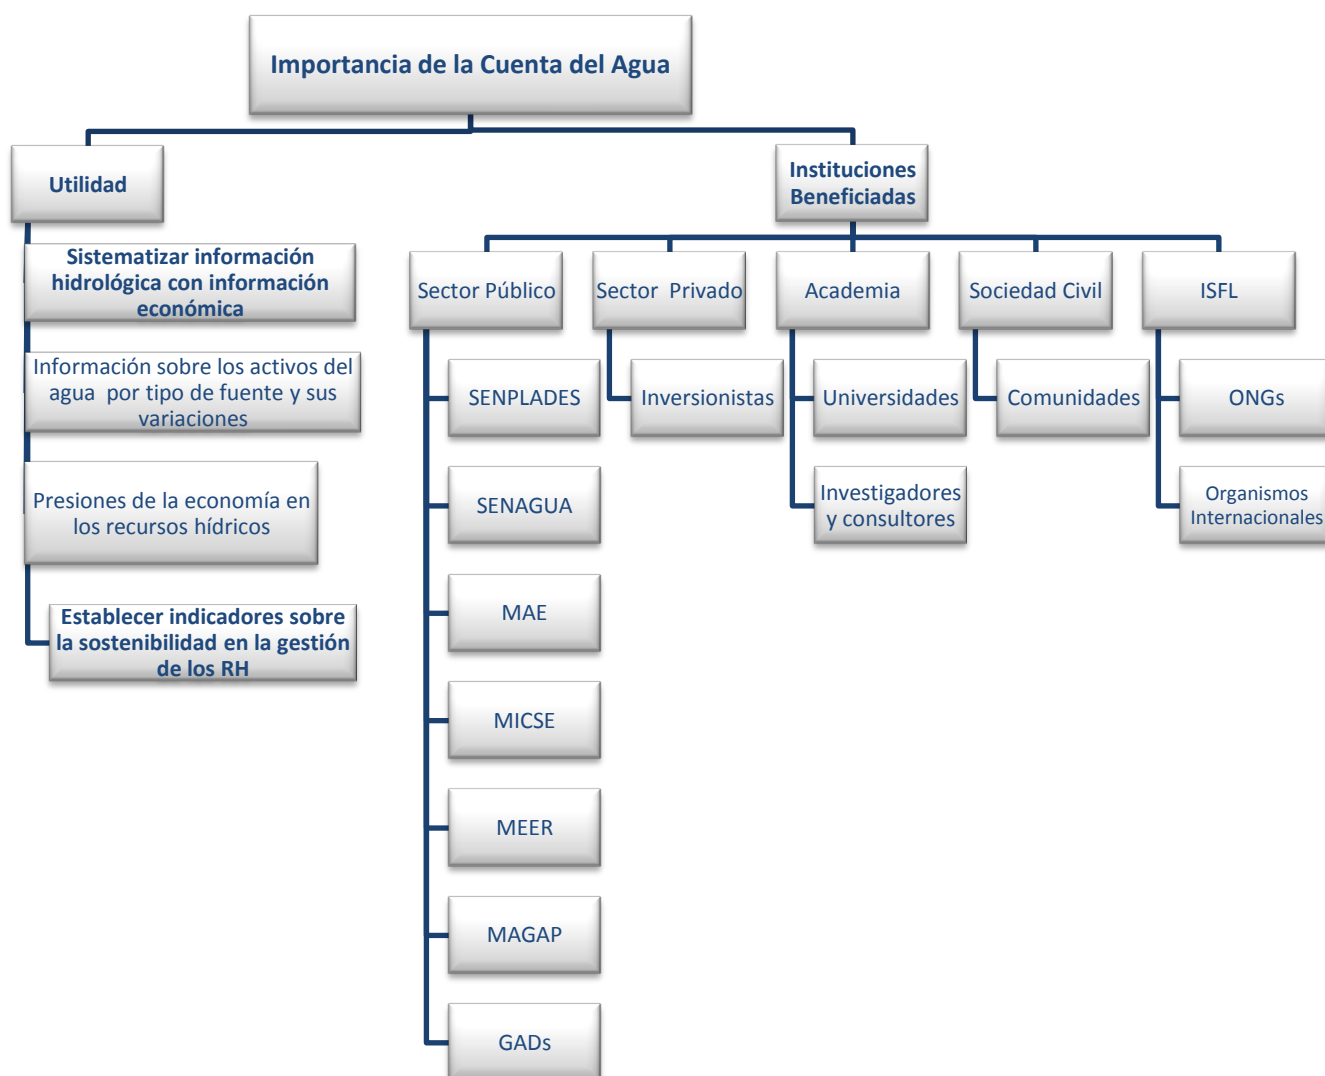 Importancia de la Cuenta del Agua
Utilidad
Sistematizar información
hidrológica con información
económica
Información sobre los activos del
agua por tipo de fuente y sus
variaciones
Presiones de la economía en
los recursos hídricos
Establecer indicadores sobre
la sostenibilidad en la gestión
de los RH
Instituciones
Beneficiadas
Sector Público
SENPLADES
SENAGUA
MAE
MICSE
MEER
MAGAP
GADs
Sector Privado
Inversionistas
Academia
Universidades
Investigadores
y consultores
Sociedad Civil
Comunidades
ISFL
ONGs
Organismos
Internacionales